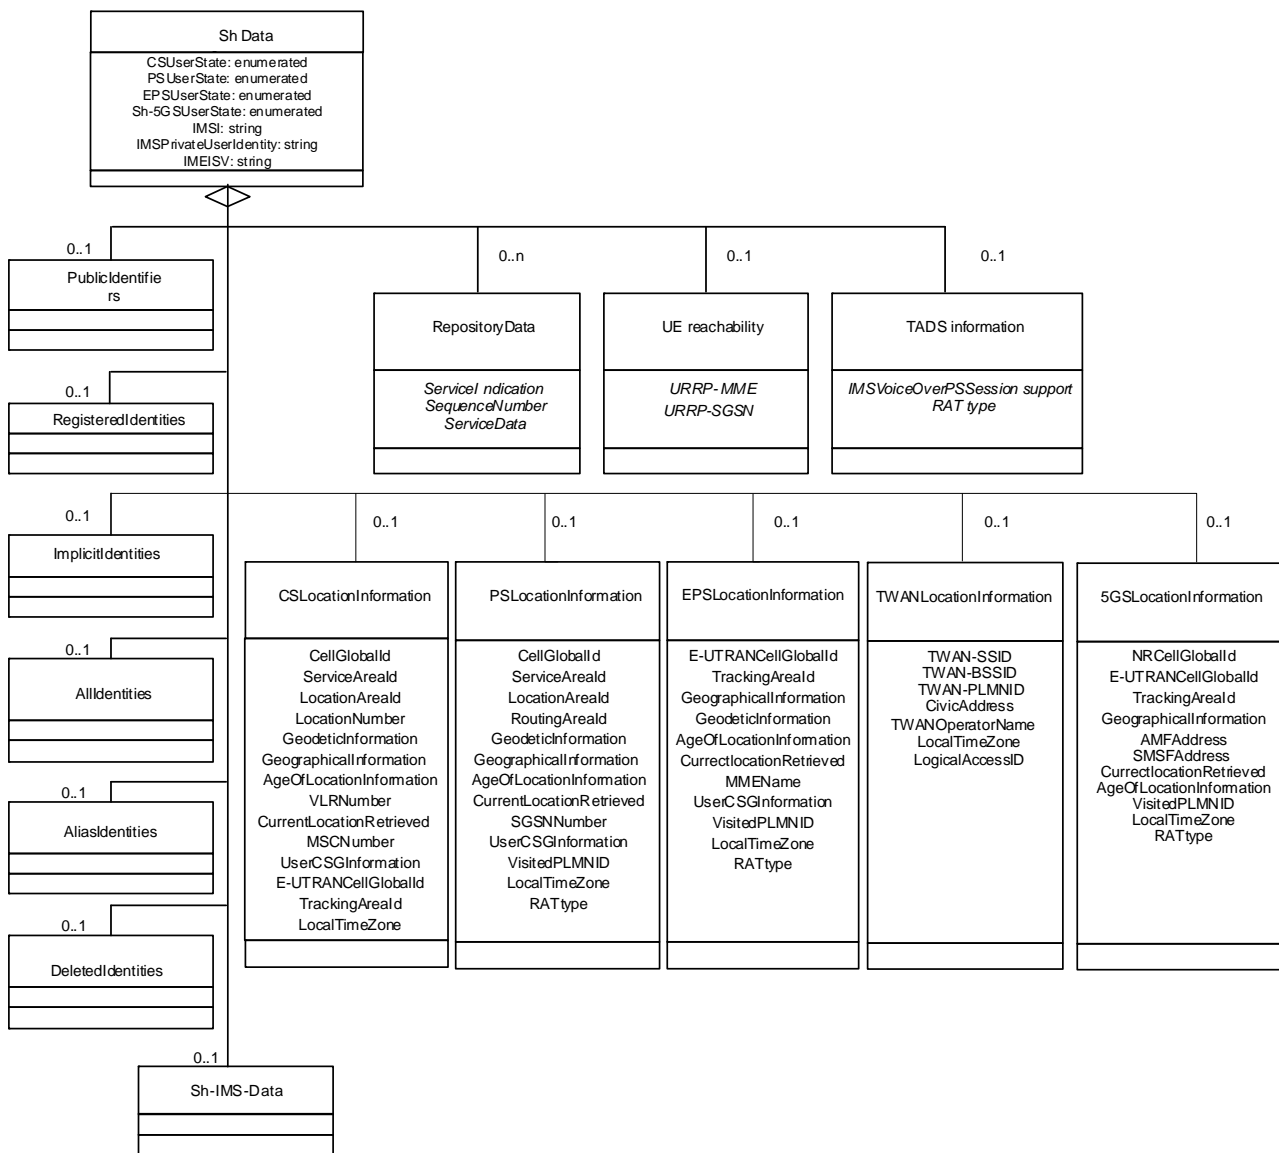 Sh Data
CSUserState: enumerated
PSUserState: enumerated
EPSUserState: enumerated
Sh-5GSUserState: enumerated
IMSI: string
IMSPrivateUserIdentity: string
IMEISV: string
0..1
PublicIdentifie
rs
0..n
RepositoryData
ServiceI ndication
SequenceNumber
ServiceData
0..1
UE reachability
URRP-MME
URRP-SGSN
0..1
TADS information
IMSVoiceOverPSSession support
RAT type
0..1
RegisteredIdentities
0..1
ImplicitIdentities
0..1
AllIdentities
0..1
AliasIdentities
0..1
DeletedIdentities
0..1
CSLocationInformation
CellGlobalId
ServiceAreaId
LocationAreaId
LocationNumber
GeodeticInformation
GeographicalInformation
AgeOfLocationInformation
VLRNumber
CurrentLocationRetrieved
MSCNumber
UserCSGInformation
E-UTRANCellGlobalId
TrackingAreaId
LocalTimeZone
0..1
PSLocationInformation
CellGlobalId
ServiceAreaId
LocationAreaId
RoutingAreaId
GeodeticInformation
GeographicalInformation
AgeOfLocationInformation
CurrentLocationRetrieved
SGSNNumber
UserCSGInformation
VisitedPLMNID
LocalTimeZone
RATtype
0..1
EPSLocationInformation
E-UTRANCellGlobalId
TrackingAreaId
GeographicalInformation
GeodeticInformation
AgeOfLocationInformation
CurrectlocationRetrieved
MMEName
UserCSGInformation
VisitedPLMNID
LocalTimeZone
RATtype
0..1
TWANLocationInformation
TWAN-SSID
TWAN-BSSID
TWAN-PLMNID
CivicAddress
TWANOperatorName
LocalTimeZone
LogicalAccessID
0..1
5GSLocationInformation
NRCellGlobalId
E-UTRANCellGlobalId
TrackingAreaId
GeographicalInformation
AMFAddress
SMSFAddress
CurrectlocationRetrieved
AgeOfLocationInformation
VisitedPLMNID
LocalTimeZone
RATtype
0..1
Sh-IMS-Data